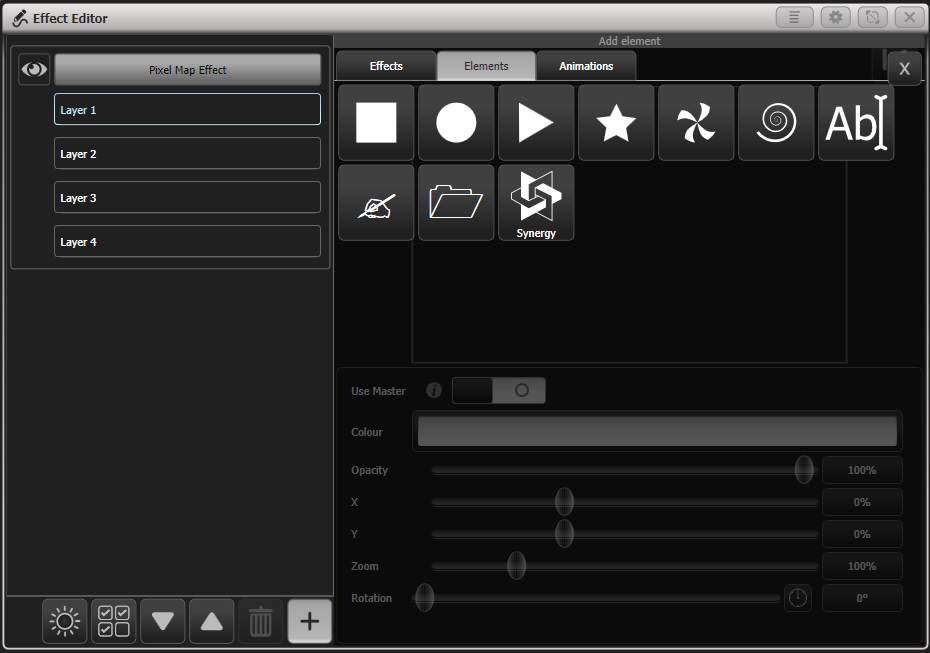 Effect Editor
Add element
Pixel Map Effect
Layer 1
Layer 2
Layer 3
Layer 4
Effects
Elements
Animations
X
Ab
Synergy
Use Master
Colour
Opacity
100%
X
0%
Y
0%
Zoom
100%
Rotation
0°